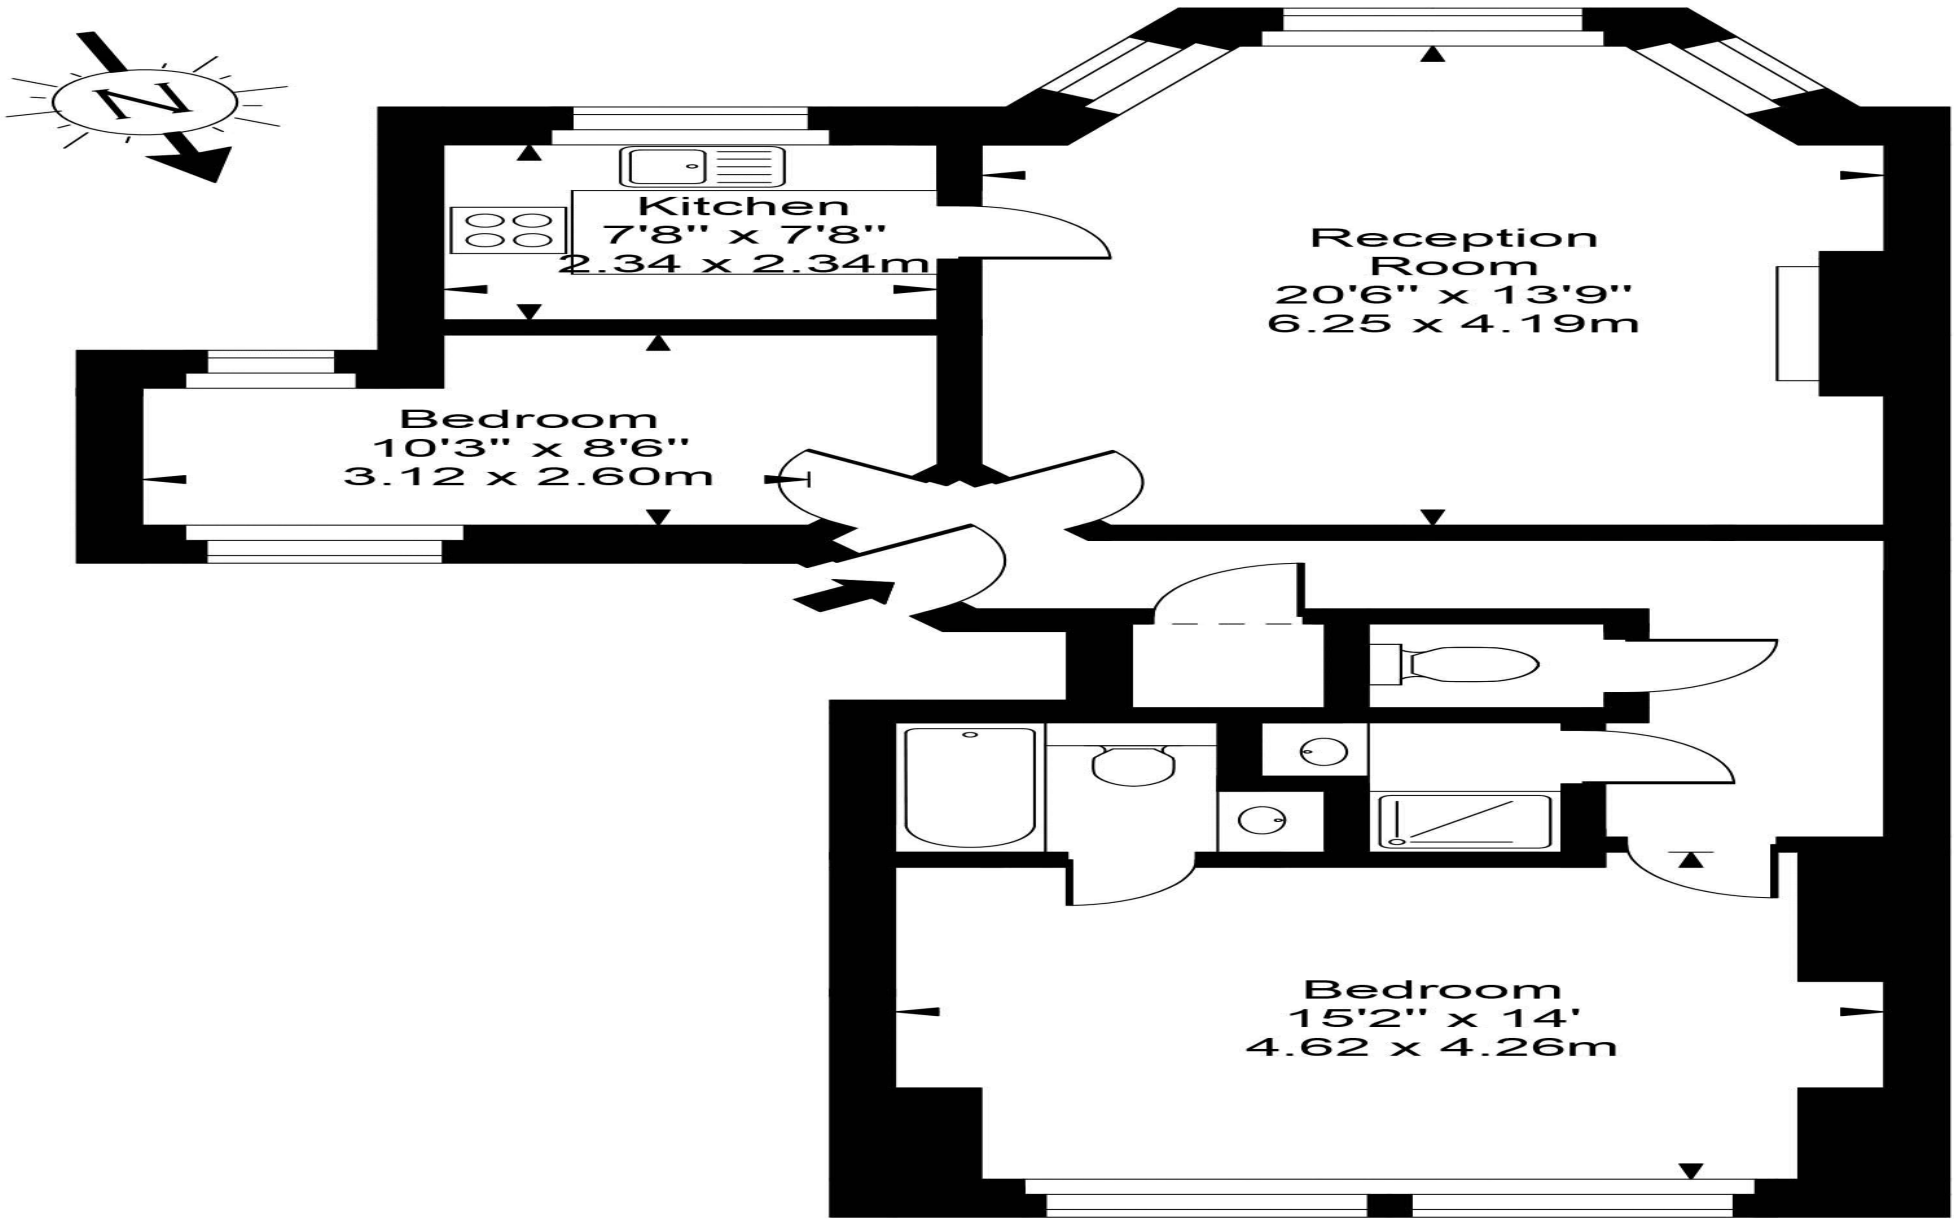 N
Kitchen
7'8" x 7'8"
2.34 x 2.34m
Reception
Room
20'6" x 13'9"
6.25 x 4.19m
Bedroom
10'3" x 8'6"
3.12 x 2.60m
Bedroom
15'2" x 14'
4.62 x 4.26m